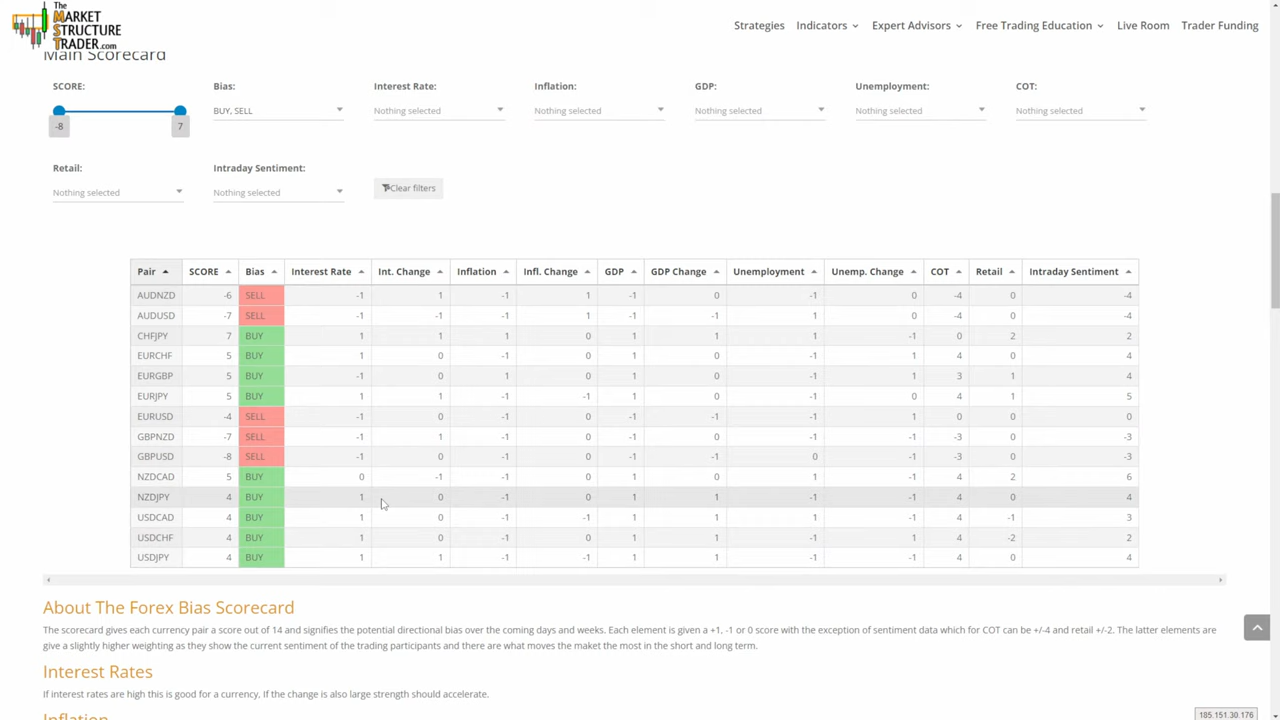 The
MARKET
STRUCTURE
TRADER.com
Strategies Indicators Expert Advisors Free Trading Education Live Room Trader Funding
Main Scorecard
SCORE: Bias: Interest Rate: Inflation: GDP: Unemployment: COT:
BUY, SELL Nothing selected Nothing selected Nothing selected Nothing selected Nothing selected
-8 7
Retail: Intraday Sentiment:
Nothing selected Nothing selected Clear filters
Pair SCORE Bias Interest Rate Int. Change Inflation Infl. Change GDP GDP Change Unemployment Unemp. Change COT Retail Intraday Sentiment
AUDNZD -6 SELL -1 1 -1 1 -1 0 -1 0 -4 0 -4
AUDUSD -7 SELL -1 -1 -1 1 -1 -1 1 0 -4 0 -4
CHFJPY 7 BUY 1 1 1 0 1 1 1 -1 0 2 2
EURCHF 5 BUY 1 0 -1 0 1 0 -1 1 4 0 4
EURGBP 5 BUY -1 0 1 0 1 0 -1 1 3 1 4
EURJPY 5 BUY 1 1 1 -1 1 0 -1 0 4 1 5
EURUSD -4 SELL -1 0 -1 0 -1 -1 -1 1 0 0 0
GBPNZD -7 SELL -1 1 -1 0 -1 0 -1 -1 -3 0 -3
GBPUSD -8 SELL -1 0 -1 0 -1 -1 0 -1 -3 0 -3
NZDCAD 5 BUY 0 -1 -1 0 1 0 1 -1 4 2 6
NZDJPY 4 BUY 1 0 -1 0 1 1 -1 -1 4 0 4
USDCAD 4 BUY 1 0 -1 -1 1 1 1 -1 4 -1 3
USDCHF 4 BUY 1 0 -1 0 1 1 -1 1 4 -2 2
USDJPY 4 BUY 1 1 -1 -1 1 1 -1 -1 4 0 4
About The Forex Bias Scorecard
The scorecard gives each currency pair a score out of 14 and signifies the potential directional bias over the coming days and weeks. Each element is given a +1, -1 or 0 score with the exception of sentiment data which for COT can be +/-4 and retail +/-2. The latter elements are
give a slightly higher weighting as they show the current sentiment of the trading participants and there are what moves the maket the most in the short and long term.
Interest Rates
If interest rates are high this is good for a currency, If the change is also large strength should accelerate.
Inflation
185.151.30.176